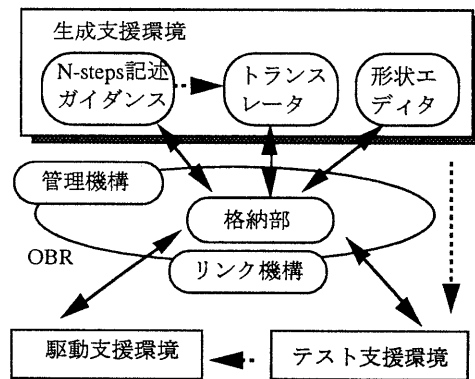 生成支援環境
N-steps記述
ガイダンス
トランス
レータ
形状エ
ディタ
管理機構
格納部
OBR
リンク機構
駆動支援環境
テスト支援環境